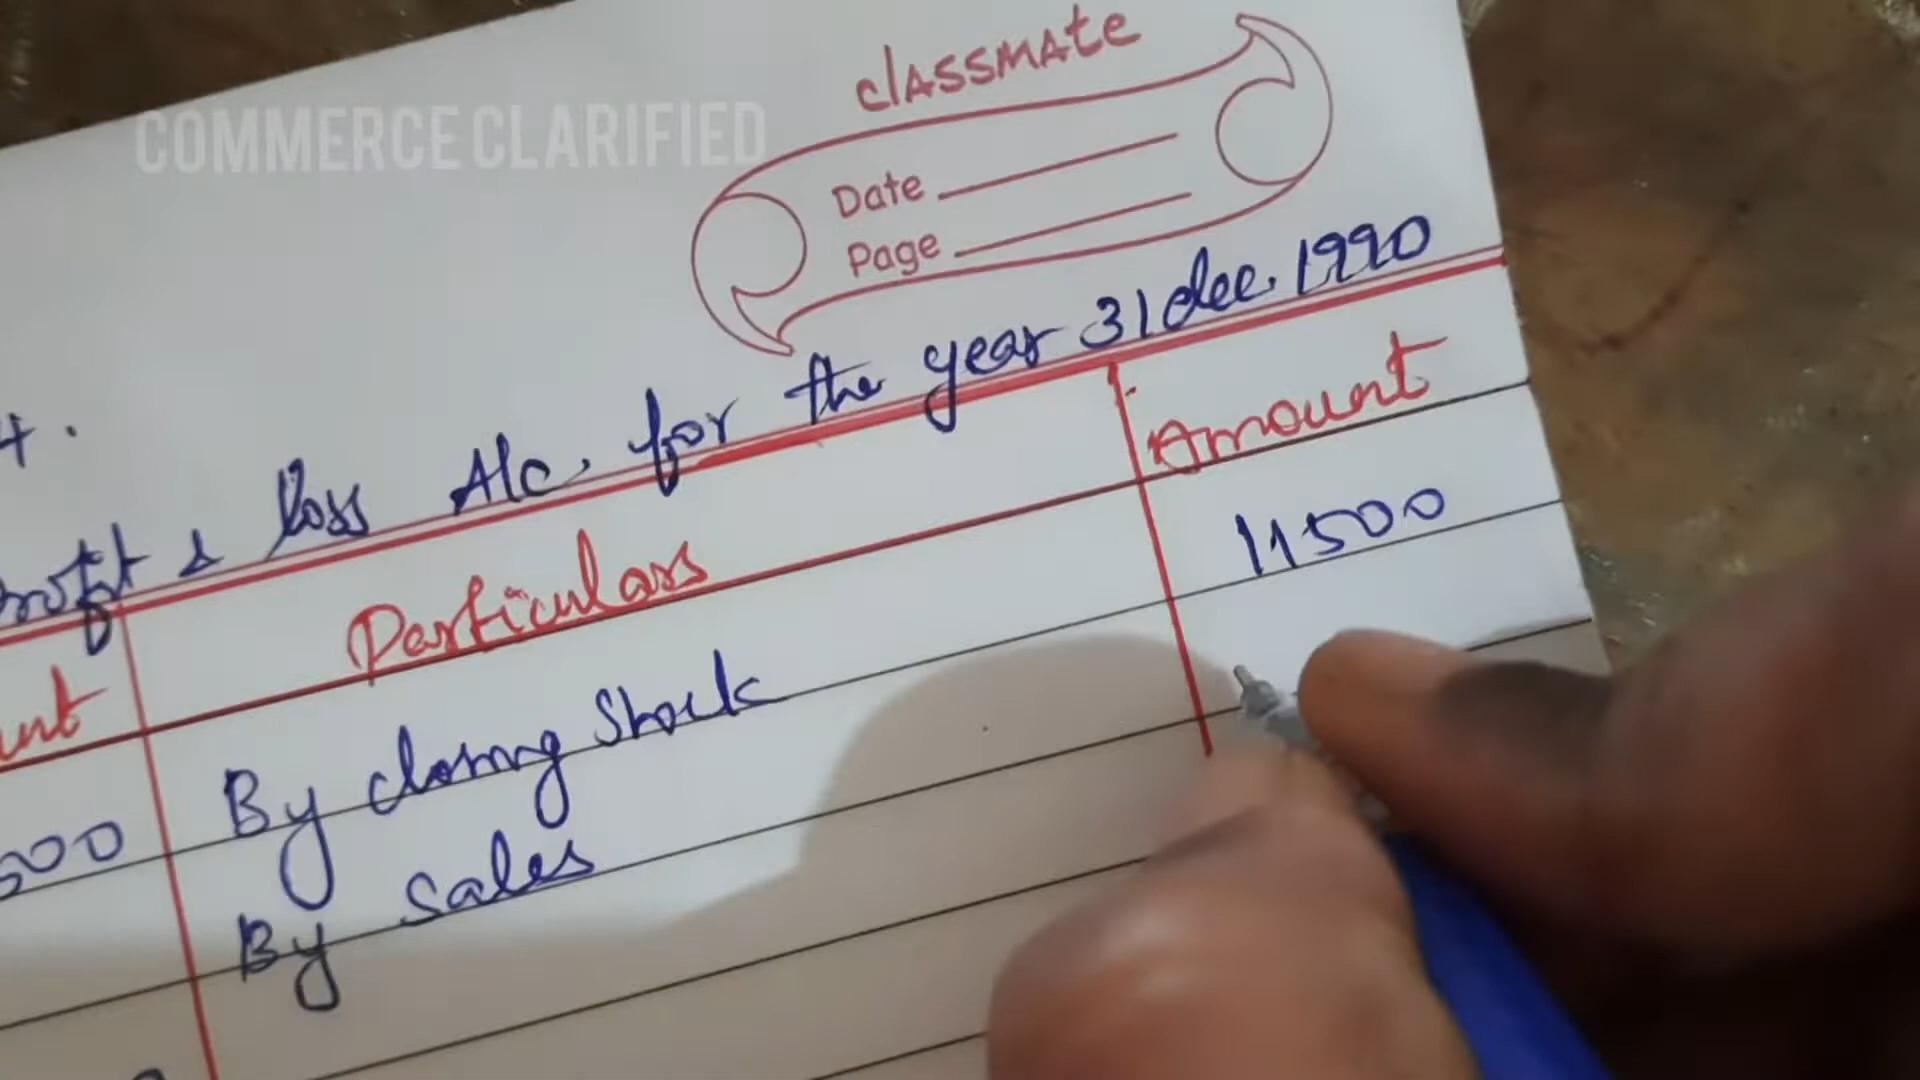 classmate
COMMERCE CLARIFIED
Date
Page
4.
& loss A/c. for the year 31 dec. 1990
Particulars Amount
By closing Stock 11500
500
By Sales